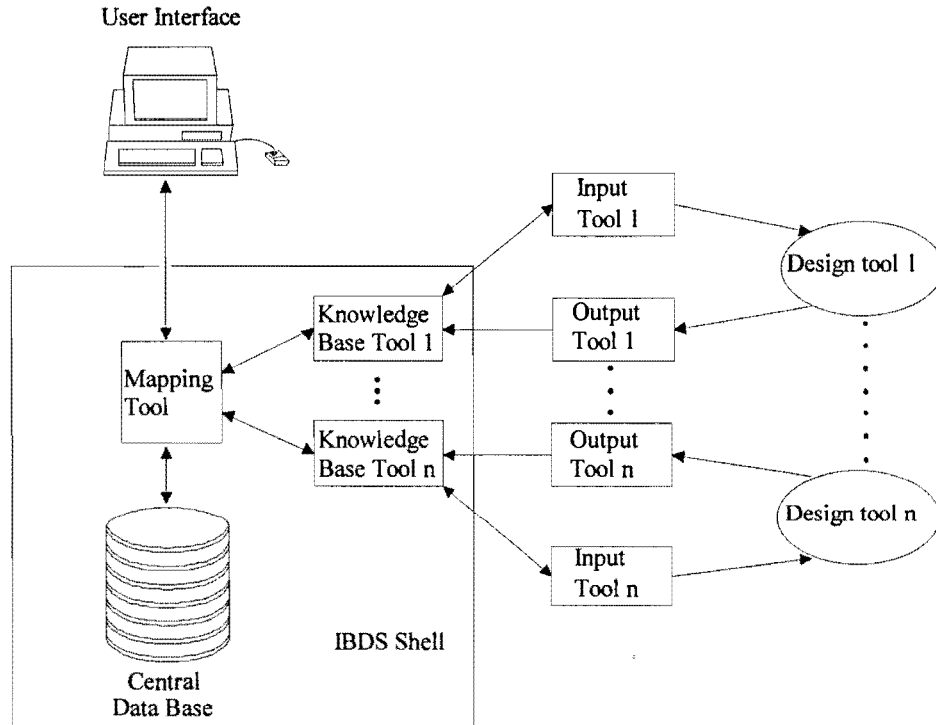 User Interface
Input
Tool 1
Design tool 1
Knowledge
Base Tool 1
Output
Tool 1
Mapping
Tool
Knowledge
Base Tool n
Output
Tool n
Design tool n
Input
Tool n
IBDS Shell
Central
Data Base